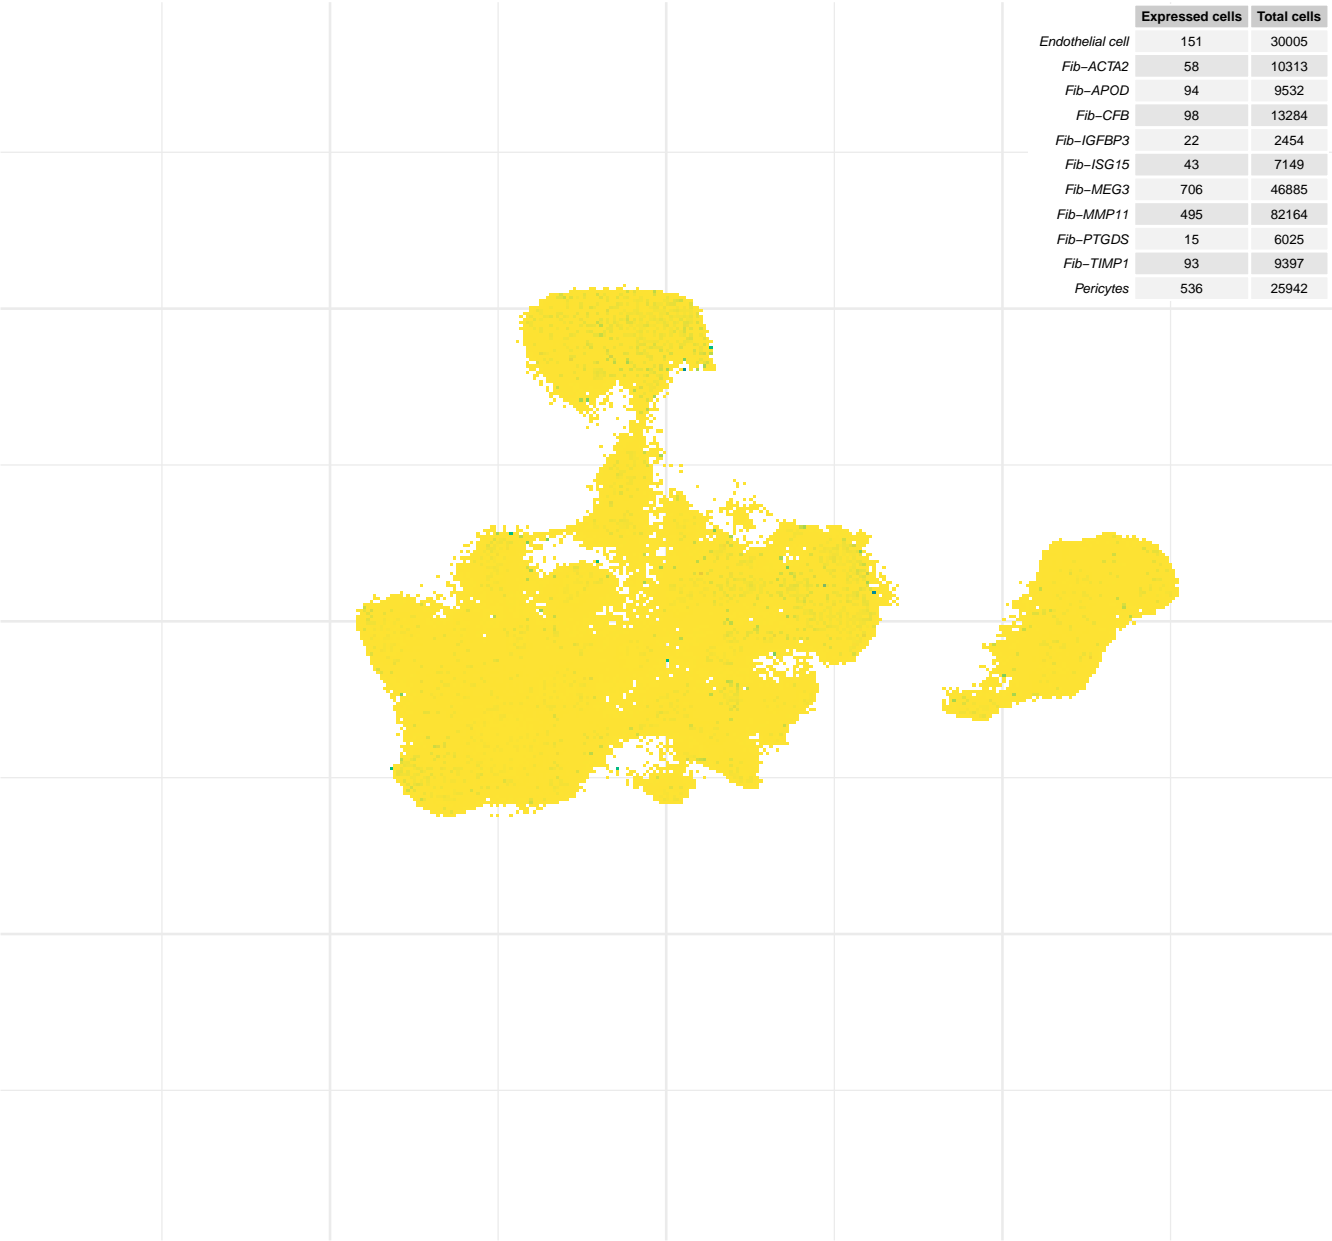 Expressed cells Total cells
Endothelial cell 151 30005
Fib−ACTA2 58 10313
Fib−APOD 94 9532
Fib−CFB 98 13284
Fib−IGFBP3 22 2454
Fib−ISG15 43 7149
Fib−MEG3 706 46885
Fib−MMP11 495 82164
Fib−PTGDS 15 6025
Fib−TIMP1 93 9397
Pericytes 536 25942